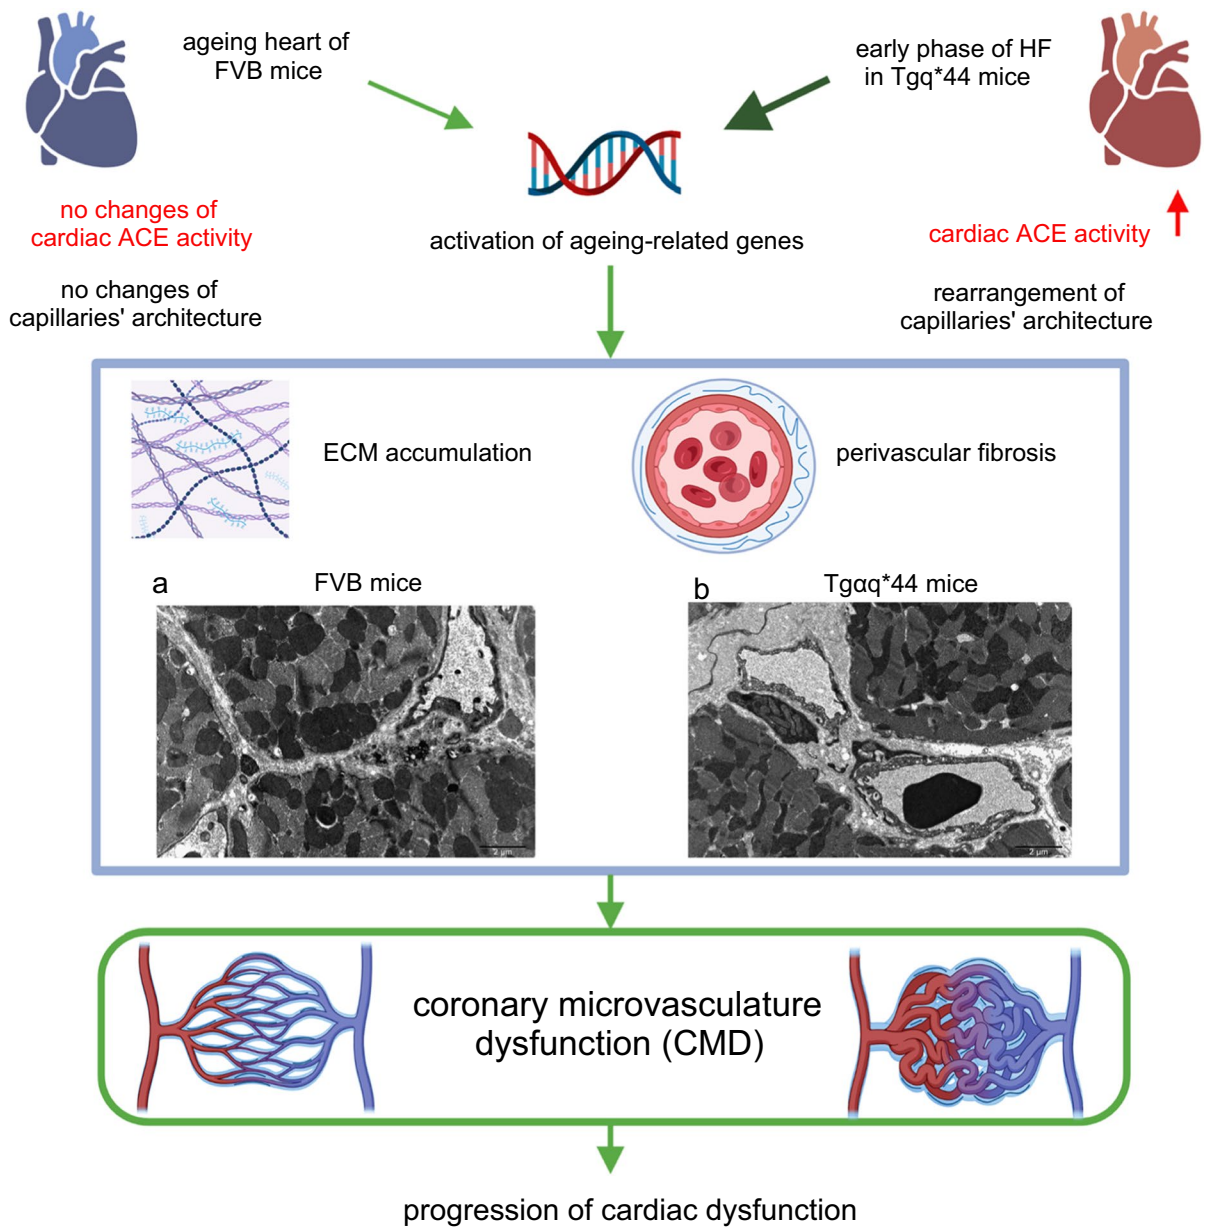 ageing heart of
FVB mice
early phase of HF
in Tgq*44 mice
no changes of
cardiac ACE activity
activation of ageing-related genes
cardiac ACE activity
no changes of
capillaries' architecture
rearrangement of
capillaries' architecture
ECM accumulation
perivascular fibrosis
a
FVB mice
b
Tgαq*44 mice
2 µm
2 µm
coronary microvasculature
dysfunction (CMD)
progression of cardiac dysfunction